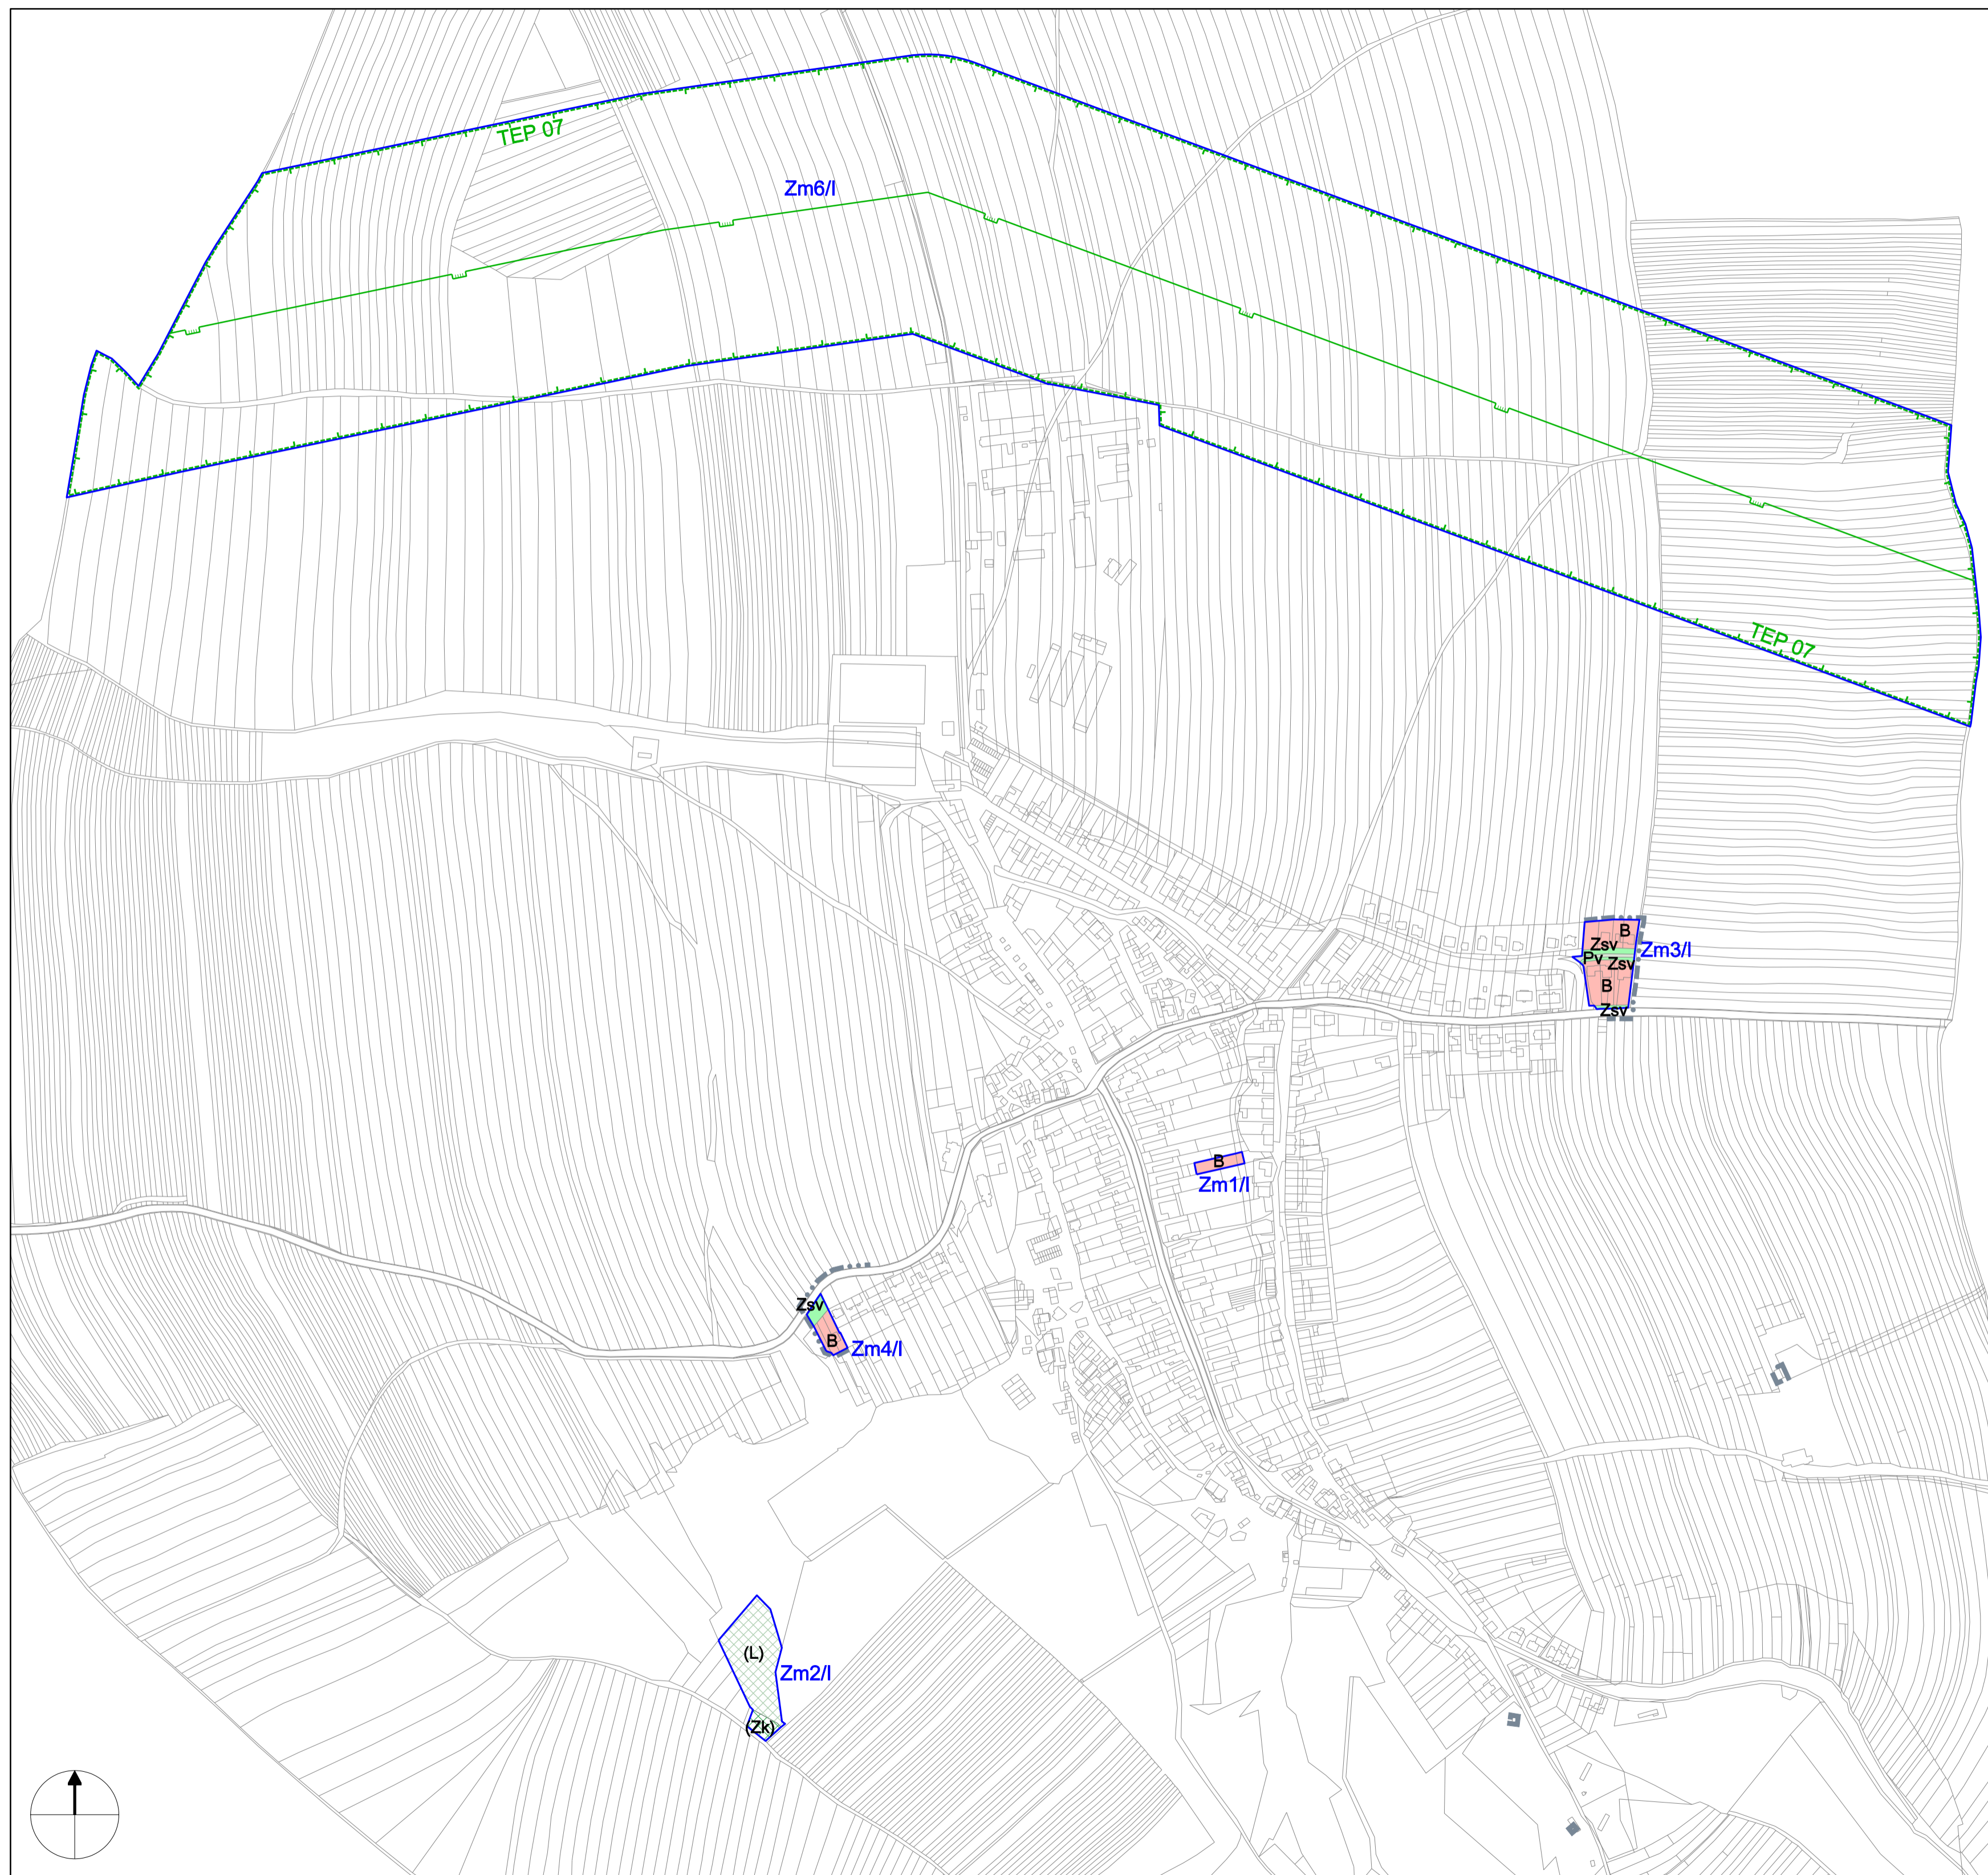 TEP 07
Zm6/I
TEP 07
B
Zsv
Zm3/I
Pv
Zsv
B
Zsv
B
Zm1/I
Zsv
B
Zm4/I
(L)
Zm2/I
(Zk)